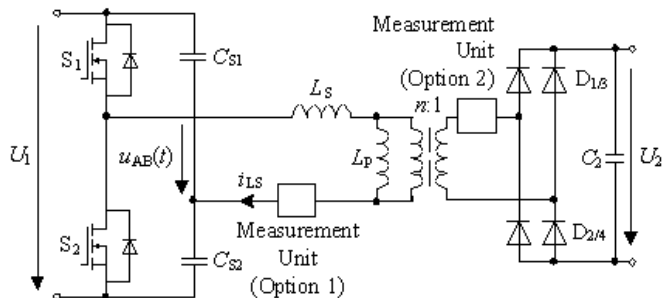 Measurement
Unit
(Option 2)
S1
CS1
LS
n:1
D1/3
U1
uAB(t)
LP
C2
U2
iLS
S2
CS2
Measurement
Unit
(Option 1)
D2/4